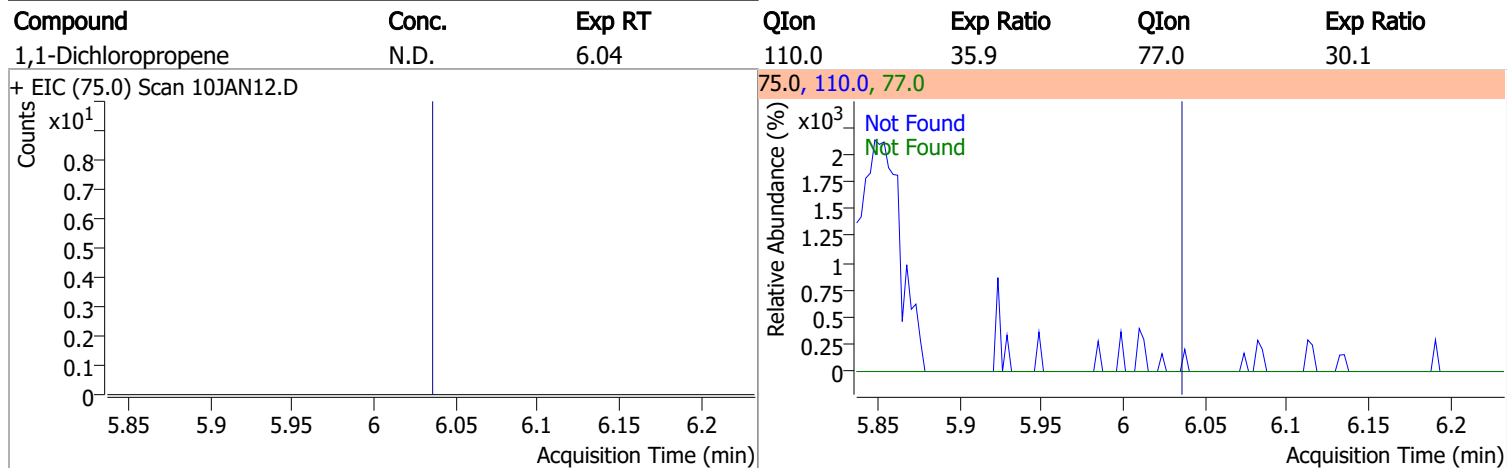 Compound Conc. Exp RT QIon Exp Ratio QIon Exp Ratio
1,1-Dichloropropene N.D. 6.04 110.0 35.9 77.0 30.1
+ EIC (75.0) Scan 10JAN12.D
Counts
x10^1
0.8
0.7
0.6
0.5
0.4
0.3
0.2
0.1
0
5.85 5.9 5.95 6 6.05 6.1 6.15 6.2
Acquisition Time (min)
75.0, 110.0, 77.0
Relative Abundance (%)
x10^3
Not Found
Not Found
2
1.75
1.5
1.25
1
0.75
0.5
0.25
0
5.85 5.9 5.95 6 6.05 6.1 6.15 6.2
Acquisition Time (min)